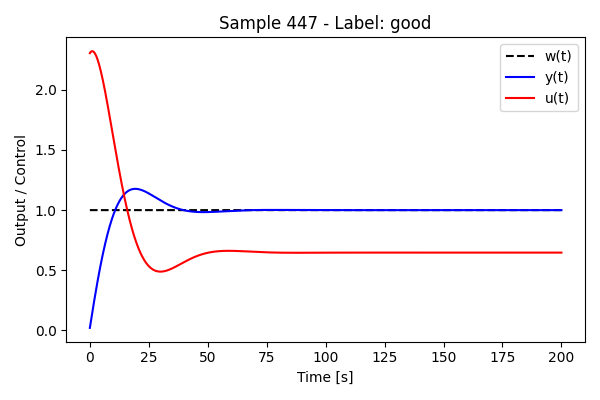 Sample 447 - Label: good
w(t)
y(t)
u(t)
Output / Control
2.0
1.5
1.0
0.5
0.0
0 25 50 75 100 125 150 175 200
Time [s]